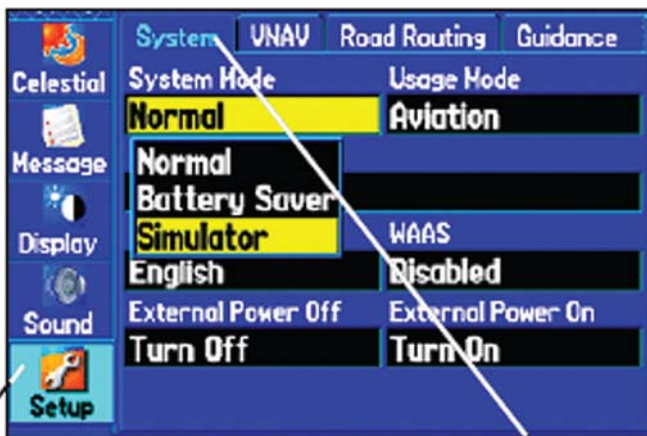 System VNAV Road Routing Guidance
Celestial
Message
Display
Sound
Setup
System Mode Usage Mode
Normal Aviation
Normal
Battery Saver
Simulator
WAAS
English Disabled
External Power Off External Power On
Turn Off Turn On